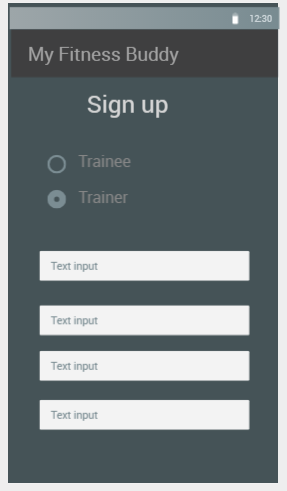 12:30
My Fitness Buddy
Sign up
Trainee
Trainer
Text input
Text input
Text input
Text input